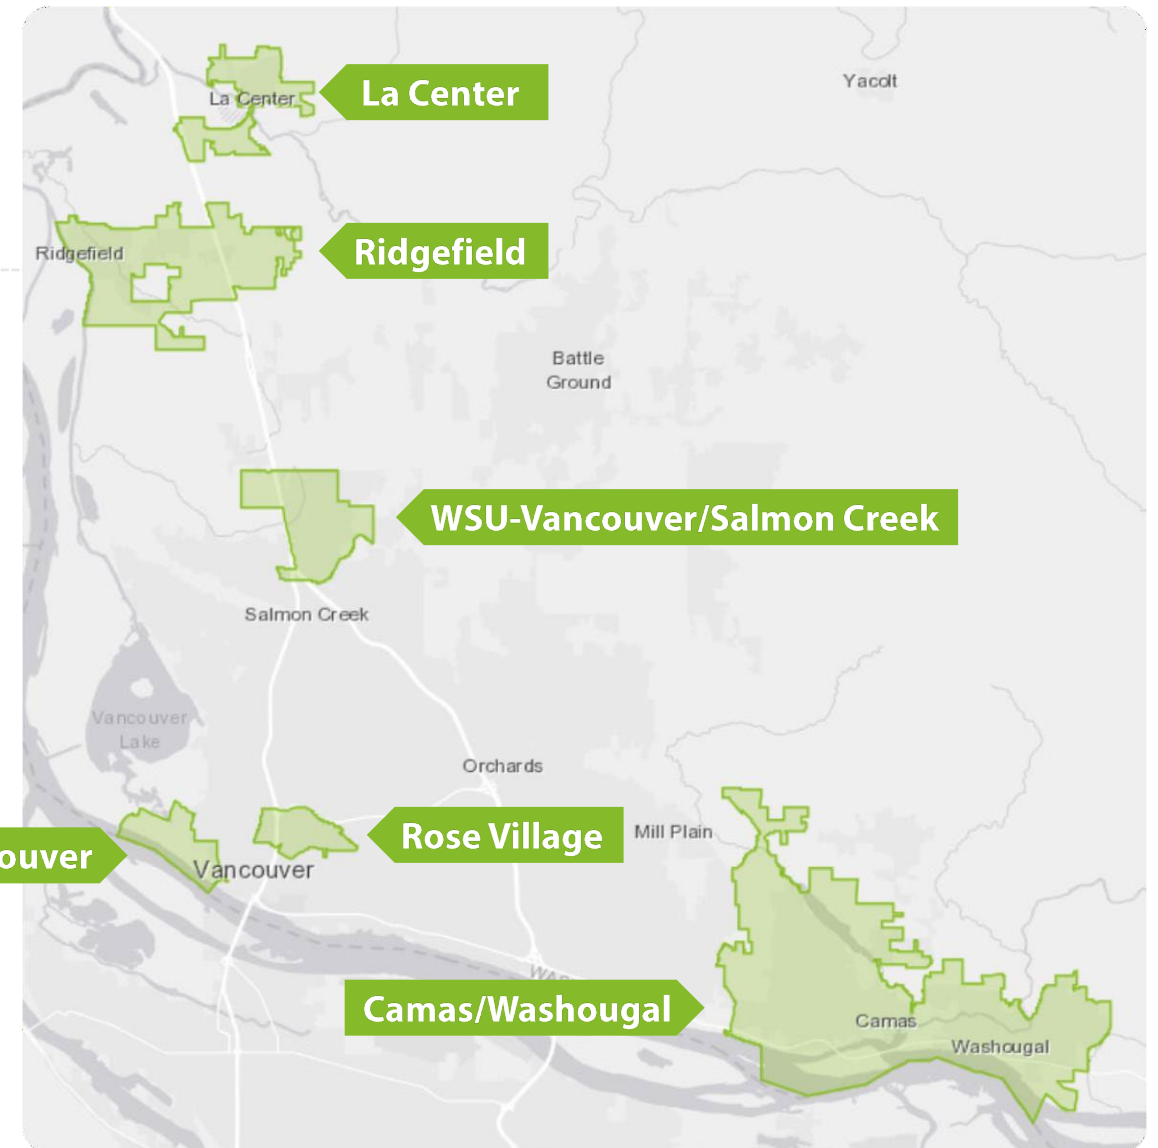 Yacolt
La Center
La Center
Ridgefield
Ridgefield
Battle
Ground
WSU-Vancouver/Salmon Creek
Salmon Creek
Vancouver
Lake
Orchards
Rose Village
Mill Plain
ouver
Vancouver
Camas/Washougal
Camas
Washougal